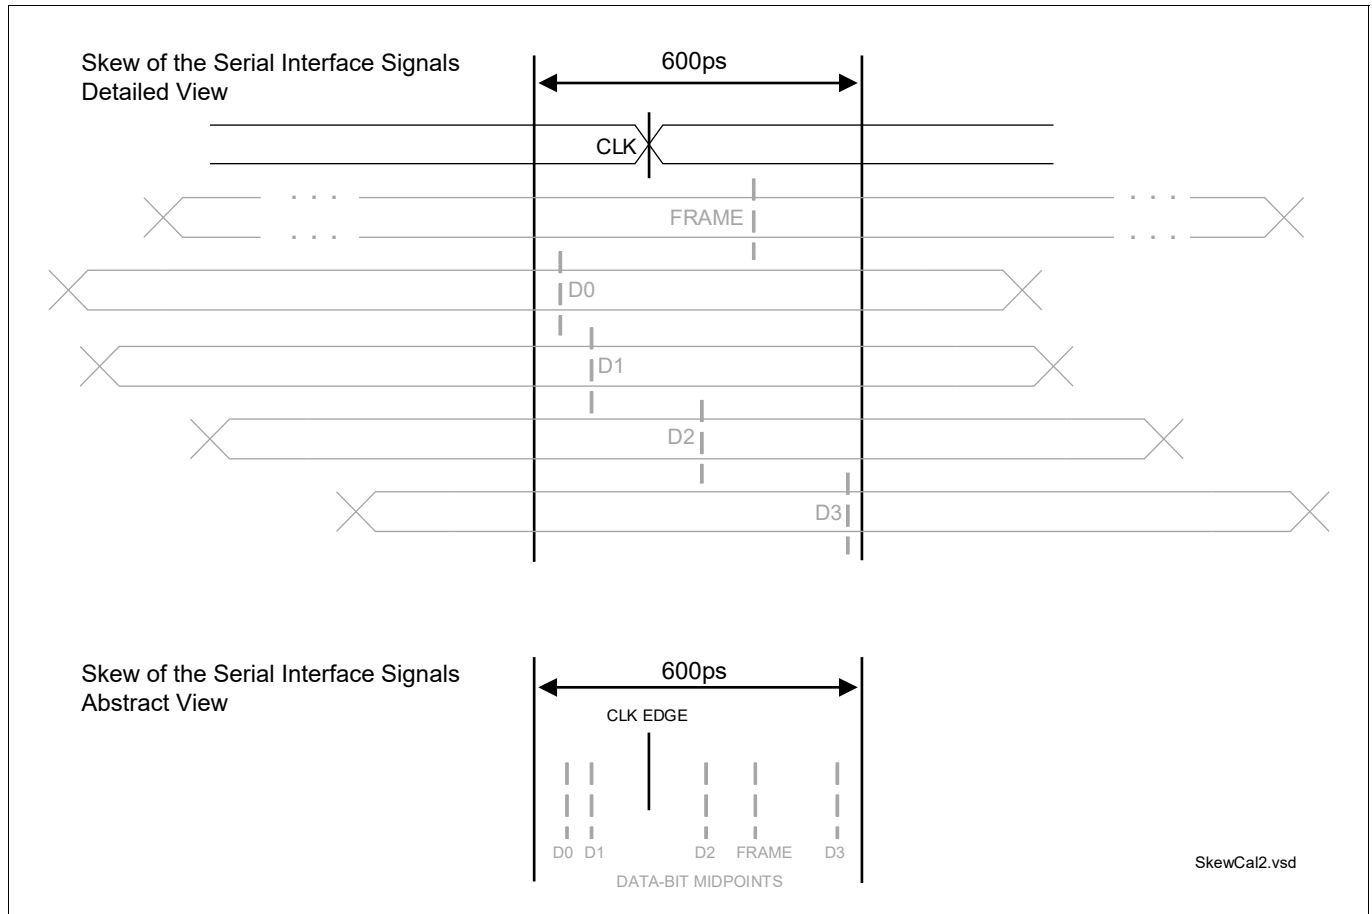 Skew of the Serial Interface Signals
Detailed View
600ps
CLK
FRAME
D0
D1
D2
D3
Skew of the Serial Interface Signals
Abstract View
600ps
CLK EDGE
D0 D1 D2 FRAME D3
DATA-BIT MIDPOINTS
SkewCal2.vsd